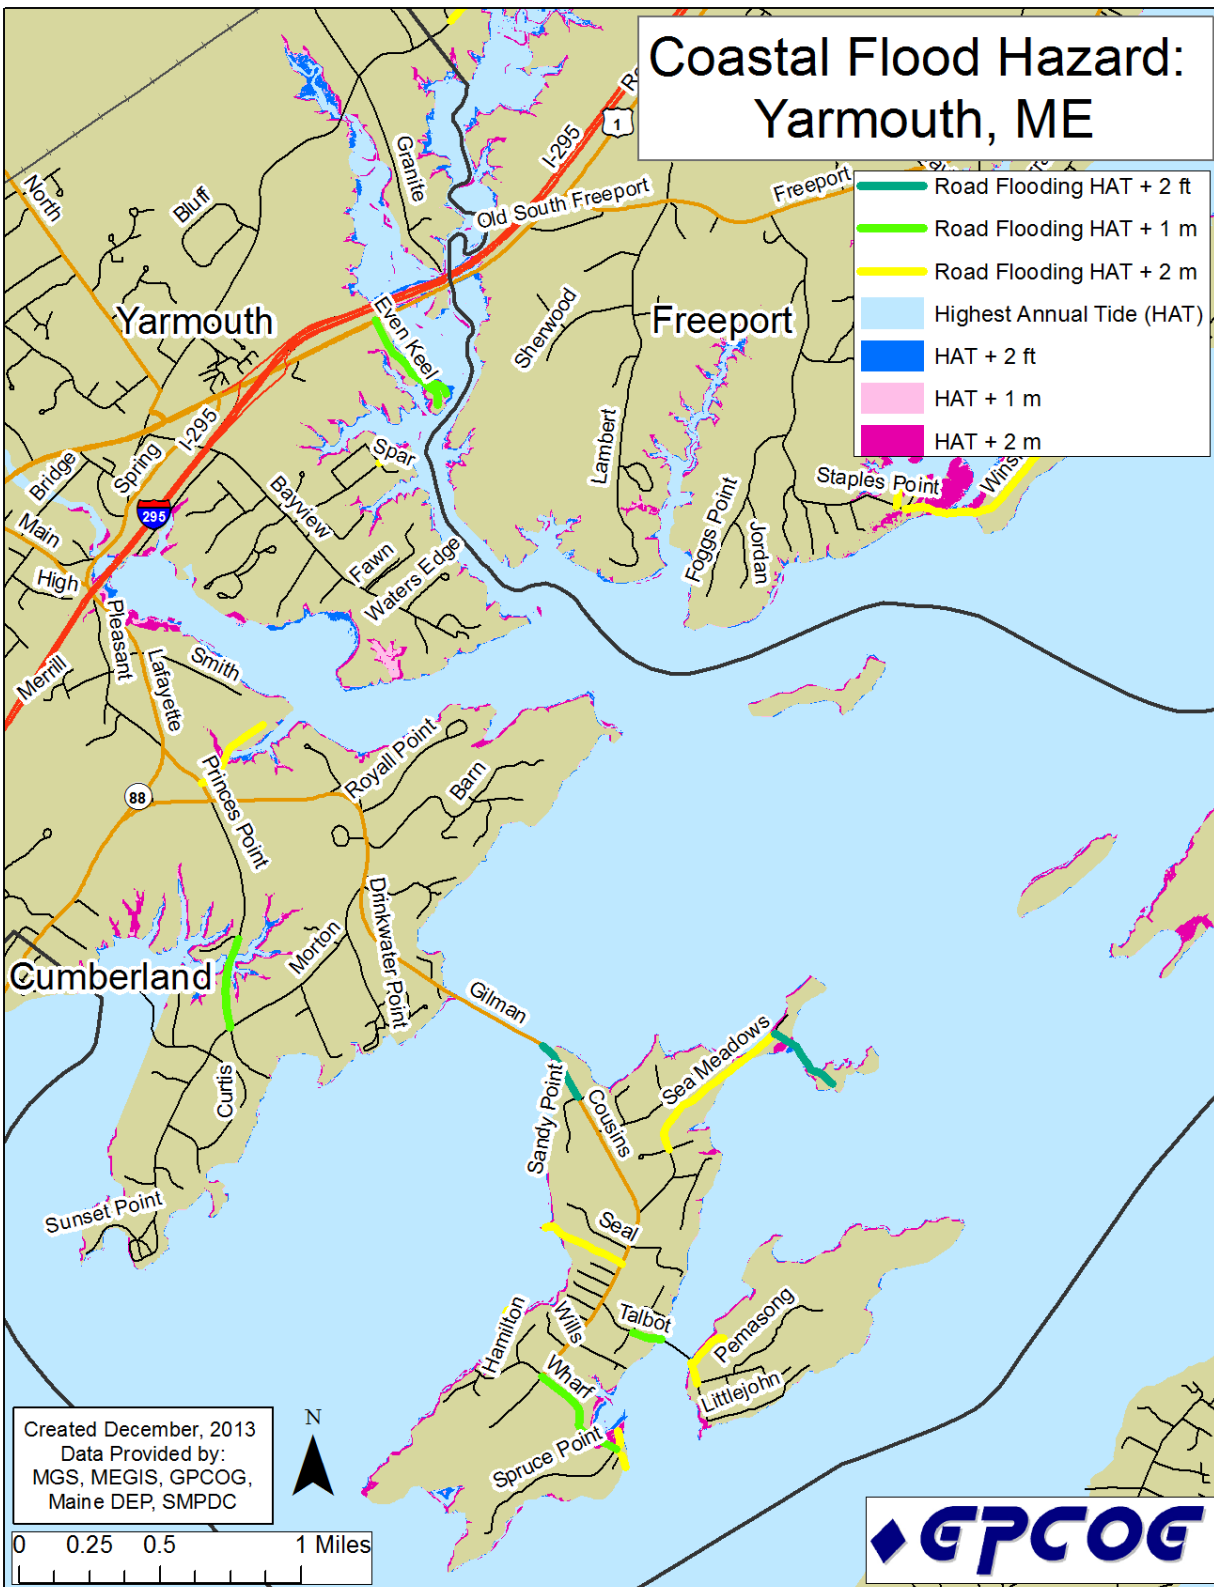 Coastal Flood Hazard:
Yarmouth, ME
Road Flooding HAT + 2 ft
Road Flooding HAT + 1 m
Road Flooding HAT + 2 m
Highest Annual Tide (HAT)
HAT + 2 ft
HAT + 1 m
HAT + 2 m
1
I-295
Granite
North
Bluff
Old South Freeport
Freeport
Yarmouth
Even Keel
Sherwood
Freeport
I-295
Spring
Bridge
Spar
Lambert
Bayview
Staples Point
295
Main
Foggs Point
Jordan
Fawn
Waters Edge
High
Pleasant
Merrill
Smith
Lafayette
Royall Point
Princes Point
Barn
88
Drinkwater Point
Morton
Cumberland
Gilman
Sea Meadows
Curtis
Sandy Point
Cousins
Sunset Point
Seal
Hamilton
Wills
Talbot
Pemasong
Wharf
Littlejohn
Spruce Point
Created December, 2013
Data Provided by:
MGS, MEGIS, GPCOG,
Maine DEP, SMPDC
N
0 0.25 0.5 1 Miles
GPCOG